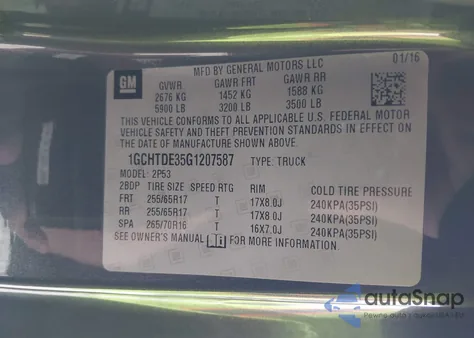 MFD BY GENERAL MOTORS LLC 01/16
GM
GVWR GAWR FRT GAWR RR
2676 KG 1452 KG 1588 KG
5900 LB 3200 LB 3500 LB
THIS VEHICLE CONFORMS TO ALL APPLICABLE U.S. FEDERAL MOTOR
VEHICLE SAFETY AND THEFT PREVENTION STANDARDS IN EFFECT ON
THE DATE OF MANUFACTURE SHOWN ABOVE.
1GCHTDE35G1207587 TYPE: TRUCK
MODEL: 2P53
2BDP TIRE SIZE SPEED RTG RIM COLD TIRE PRESSURE
FRT 255/65R17 T 17X8.0J 240KPA(35PSI)
RR 255/65R17 T 17X8.0J 240KPA(35PSI)
SPA 265/70R16 T 16X7.0J 240KPA(35PSI)
SEE OWNER'S MANUAL FOR MORE INFORMATION
autoSnap